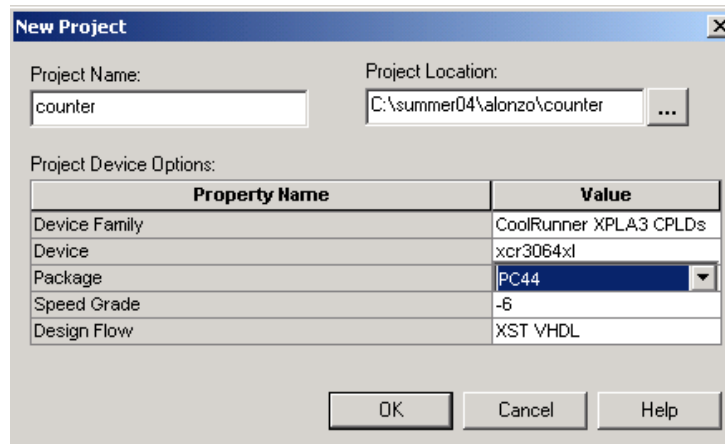 New Project
Project Name:
Project Location:
counter
C:\summer04\alonzo\counter
...
Project Device Options:
Property Name Value
Device Family CoolRunner XPLA3 CPLDs
Device xcr3064xl
Package PC44
Speed Grade -6
Design Flow XST VHDL
OK Cancel Help